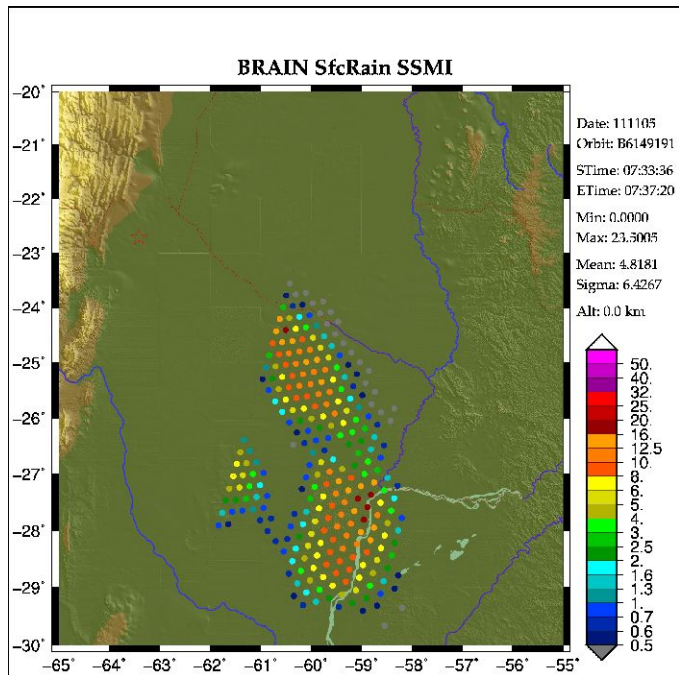 BRAIN SfcRain SSMI
−20˚
−21˚
−22˚
−23˚
−24˚
−25˚
−26˚
−27˚
−28˚
−29˚
−30˚
−65˚ −64˚ −63˚ −62˚ −61˚ −60˚ −59˚ −58˚ −57˚ −56˚ −55˚
Date: 111105
Orbit: B6149191
STime: 07:33:36
ETime: 07:37:20
Min: 0.0000
Max: 23.5005
Mean: 4.8181
Sigma: 6.4267
Alt: 0.0 km
50.
40.
32.
25.
20.
16.
12.5
10.
8.
6.
5.
4.
3.
2.5
2.
1.6
1.3
1.
0.7
0.6
0.5